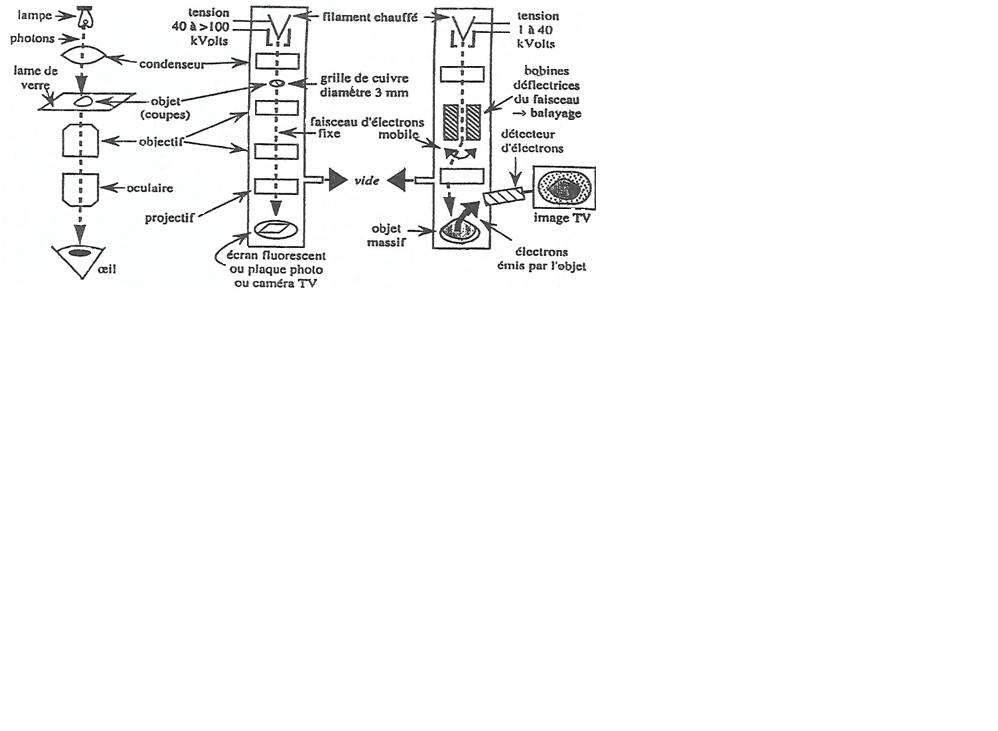 lampe
photons
lame de
verre
condenseur
objet
(coupes)
objectif
oculaire
œil
tension
40 à >100
kVolts
filament chauffé
grille de cuivre
diamètre 3 mm
faisceau d'électrons
fixe
mobile
vide
projectif
écran fluorescent
ou plaque photo
ou caméra TV
tension
1 à 40
kVolts
bobines
déflectrices
du faisceau
→ balayage
détecteur
d'électrons
image TV
objet
massif
électrons
émis par l'objet